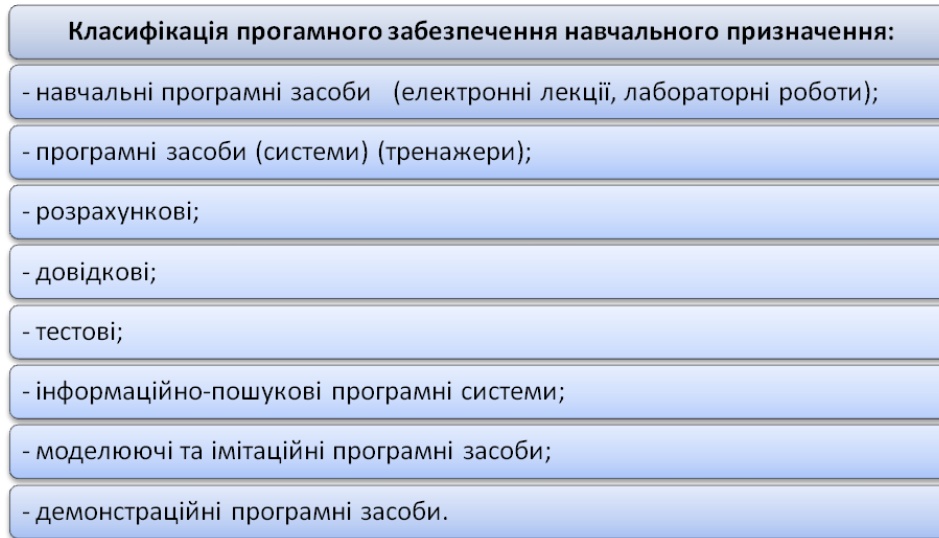 Класифікація прогамного забезпечення навчального призначення:
- навчальні програмні засоби (електронні лекції, лабораторні роботи);
- програмні засоби (системи) (тренажери);
- розрахункові;
- довідкові;
- тестові;
- інформаційно-пошукові програмні системи;
- моделюючі та імітаційні програмні засоби;
- демонстраційні програмні засоби.